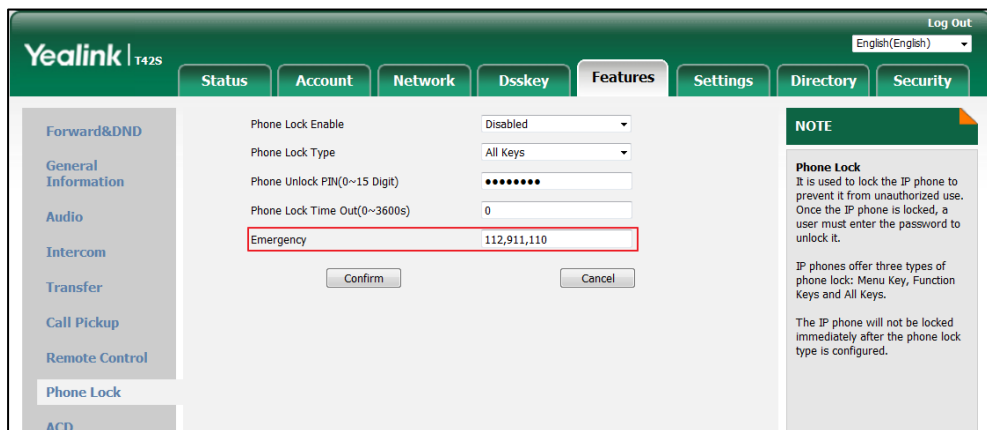 Log Out
English(English)
Yealink | T42S
Status Account Network Dsskey Features Settings Directory Security
Forward&DND
General
Information
Audio
Intercom
Transfer
Call Pickup
Remote Control
Phone Lock
ACD
Phone Lock Enable Disabled
Phone Lock Type All Keys
Phone Unlock PIN(0~15 Digit) ••••••••
Phone Lock Time Out(0~3600s) 0
Emergency 112,911,110
Confirm Cancel
NOTE
Phone Lock
It is used to lock the IP phone to
prevent it from unauthorized use.
Once the IP phone is locked, a
user must enter the password to
unlock it.
IP phones offer three types of
phone lock: Menu Key, Function
Keys and All Keys.
The IP phone will not be locked
immediately after the phone lock
type is configured.